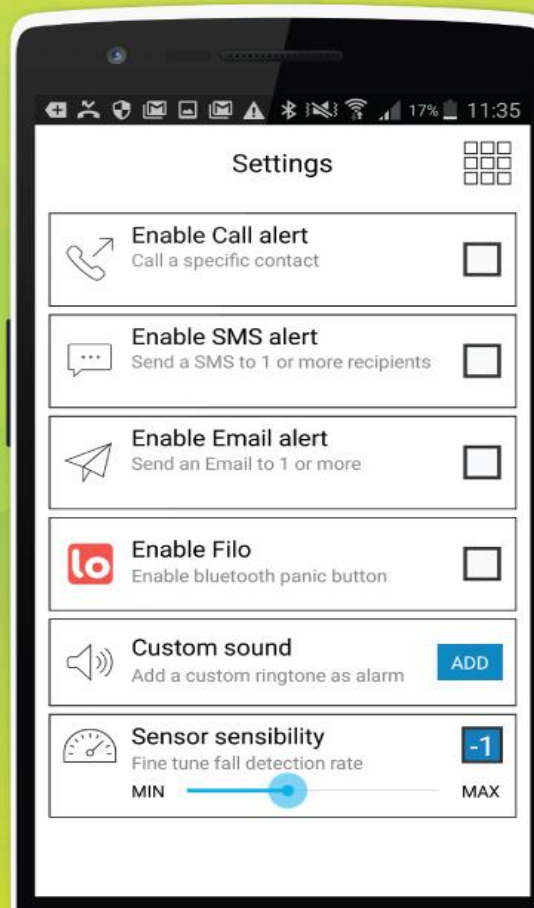 17% 11:35
Settings
Enable Call alert
Call a specific contact
Enable SMS alert
Send a SMS to 1 or more recipients
Enable Email alert
Send an Email to 1 or more
lo
Enable Filo
Enable bluetooth panic button
Custom sound
Add a custom ringtone as alarm
ADD
Sensor sensibility
Fine tune fall detection rate
-1
MIN MAX